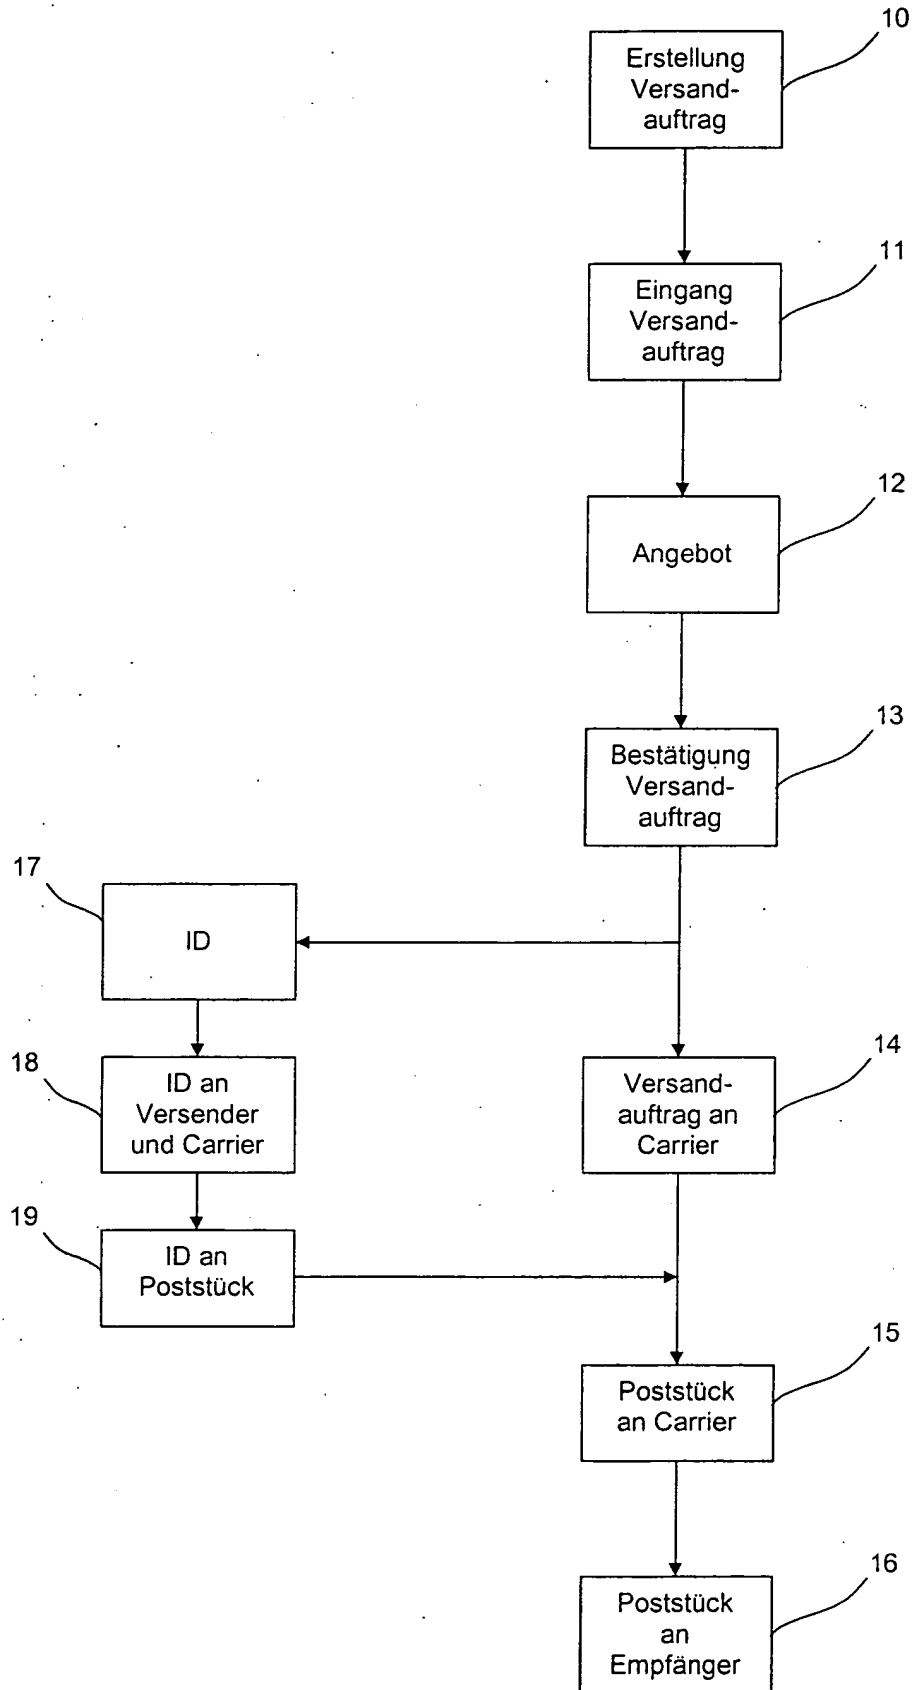 10
Erstellung
Versand-
auftrag
11
Eingang
Versand-
auftrag
12
Angebot
13
Bestätigung
Versand-
auftrag
17
ID
18
ID an
Versender
und Carrier
14
Versand-
auftrag an
Carrier
19
ID an
Poststück
15
Poststück
an Carrier
16
Poststück
an
Empfänger